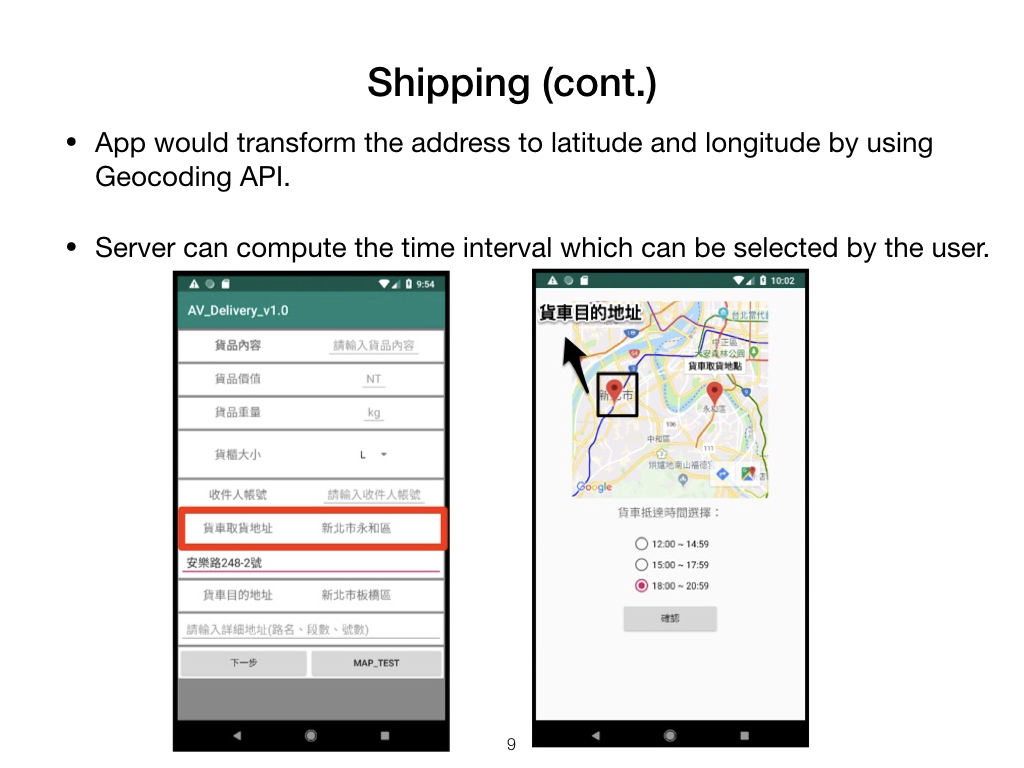 Shipping (cont.)
• App would transform the address to latitude and longitude by using
Geocoding API.
• Server can compute the time interval which can be selected by the user.
9:54
AV_Delivery_v1.0
貨品內容 請輸入貨品內容
貨品價值 NT
貨品重量 kg
貨櫃大小 L
收件人帳號 請輸入收件人帳號
貨車取貨地址 新北市永和區
安樂路248-2號
貨車目的地址 新北市板橋區
請輸入詳細地址(路名、段數、號數)
下一步 MAP_TEST
10:02
貨車目的地址
台北當代
中正區
大安森林公園
貨車取貨地點
新北市
永和區
106
中和區
111
烘爐地南山福德
Google
貨車抵達時間選擇：
12:00 ~ 14:59
15:00 ~ 17:59
18:00 ~ 20:59
確認
9